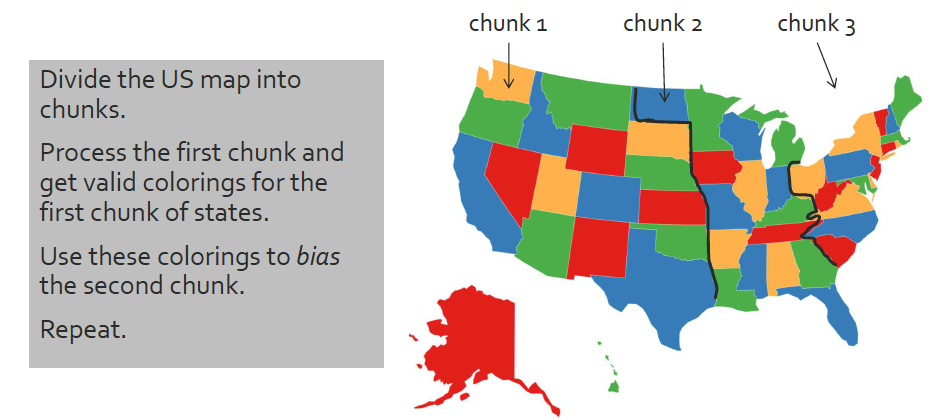 chunk 1
chunk 2
chunk 3
Divide the US map into
chunks.
Process the first chunk and
get valid colorings for the
first chunk of states.
Use these colorings to bias
the second chunk.
Repeat.